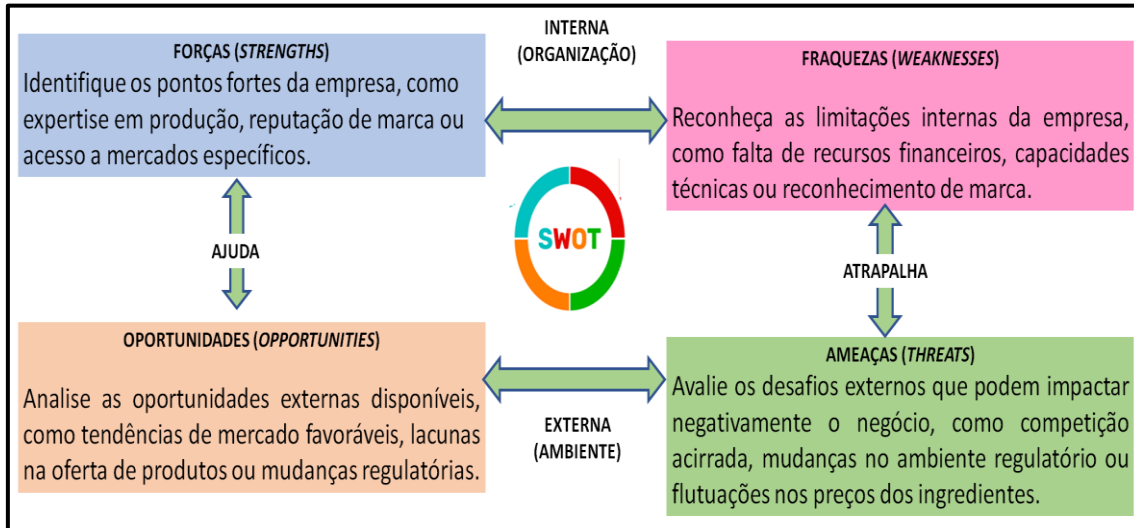 FORÇAS (STRENGTHS)
Identifique os pontos fortes da empresa, como
expertise em produção, reputação de marca ou
acesso a mercados específicos.
INTERNA
(ORGANIZAÇÃO)
FRAQUEZAS (WEAKNESSES)
Reconheça as limitações internas da empresa,
como falta de recursos financeiros, capacidades
técnicas ou reconhecimento de marca.
AJUDA
SWOT
ATRAPALHA
OPORTUNIDADES (OPPORTUNITIES)
Analise as oportunidades externas disponíveis,
como tendências de mercado favoráveis, lacunas
na oferta de produtos ou mudanças regulatórias.
EXTERNA
(AMBIENTE)
AMEAÇAS (THREATS)
Avalie os desafios externos que podem impactar
negativamente o negócio, como competição
acirrada, mudanças no ambiente regulatório ou
flutuações nos preços dos ingredientes.